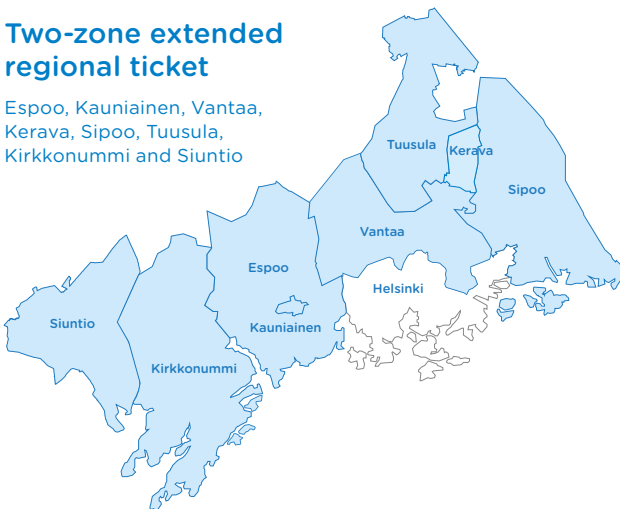 Two-zone extended
regional ticket
Espoo, Kauniainen, Vantaa,
Kerava, Sipoo, Tuusula,
Kirkkonummi and Siuntio
Tuusula
Kerava
Sipoo
Vantaa
Espoo
Helsinki
Siuntio
Kauniainen
Kirkkonummi